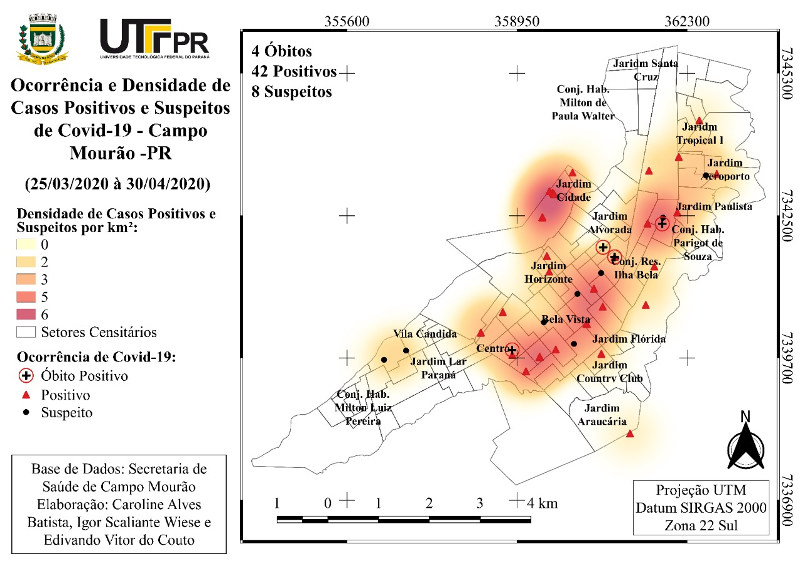 UTFPR
UNIVERSIDADE TECNOLÓGICA FEDERAL DO PARANÁ
Ocorrência e Densidade de
Casos Positivos e Suspeitos
de Covid-19 - Campo
Mourão -PR
(25/03/2020 à 30/04/2020)
Densidade de Casos Positivos e
Suspeitos por km²:
0
2
3
5
6
Setores Censitários
Ocorrência de Covid-19:
Óbito Positivo
Positivo
Suspeito
Base de Dados: Secretaria de
Saúde de Campo Mourão
Elaboração: Caroline Alves
Batista, Igor Scaliante Wiese e
Edivando Vitor do Couto
355600
358950
362300
4 Óbitos
42 Positivos
8 Suspeitos
Jaridm Santa
Cruz
Conj. Hab.
Milton de
Paula Walter
Jaridm
Tropical I
Jardim
Aeroporto
Jardim
Cidade
Jardim Paulista
Jardim
Alvorada
Conj. Hab.
Parigot de
Souza
Jardim
Horizonte
Conj. Res.
Ilha Bela
Bela Vista
Vila Candida
Centro
Jardim Flórida
Jardim Lar
Paraná
Jardim
Country Club
Conj. Hab.
Milton Luiz
Pereira
Jardim
Araucária
7345300
7342500
7339700
7336900
N
1 0 1 2 3 4 km
Projeção UTM
Datum SIRGAS 2000
Zona 22 Sul